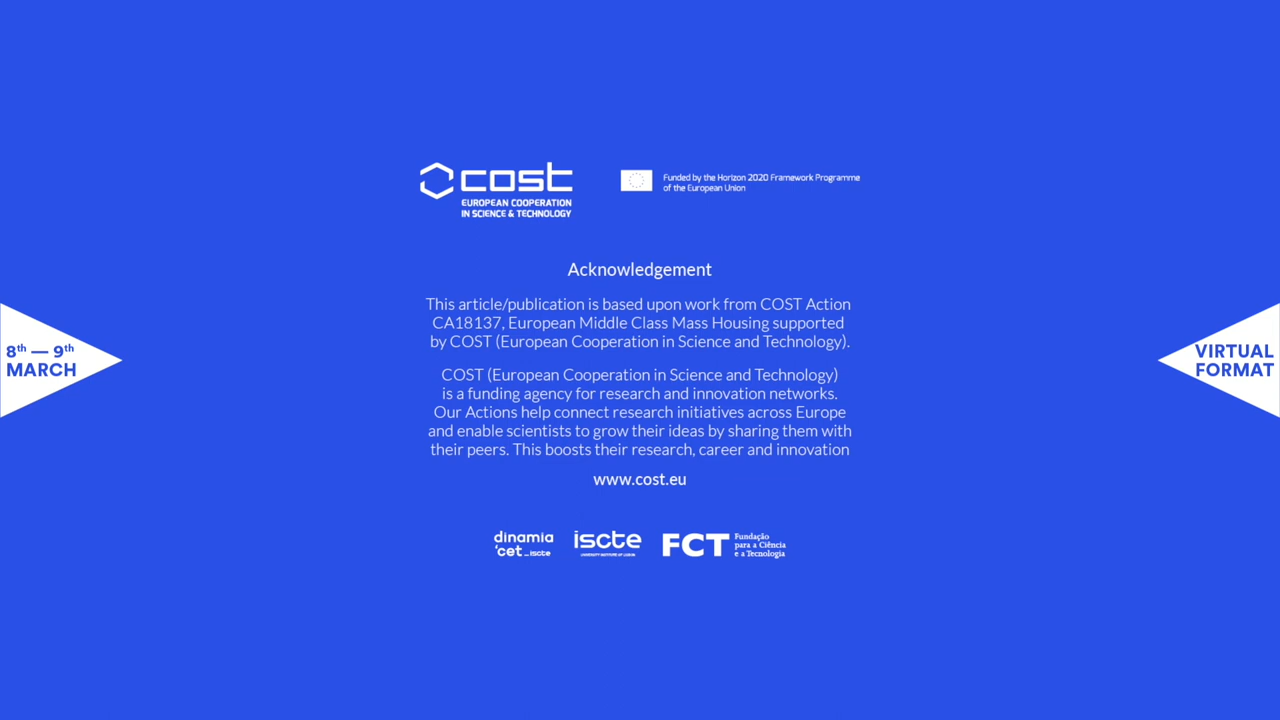 cost
EUROPEAN COOPERATION
IN SCIENCE & TECHNOLOGY
Funded by the Horizon 2020 Framework Programme
of the European Union
Acknowledgement
This article/publication is based upon work from COST Action
CA18137, European Middle Class Mass Housing supported
by COST (European Cooperation in Science and Technology).
COST (European Cooperation in Science and Technology)
is a funding agency for research and innovation networks.
Our Actions help connect research initiatives across Europe
and enable scientists to grow their ideas by sharing them with
their peers. This boosts their research, career and innovation
www.cost.eu
8th — 9th
MARCH
VIRTUAL
FORMAT
dinamia
'cet_iscte
iscte
UNIVERSITY INSTITUTE OF LISBON
FCT
Fundação
para a Ciência
e a Tecnologia